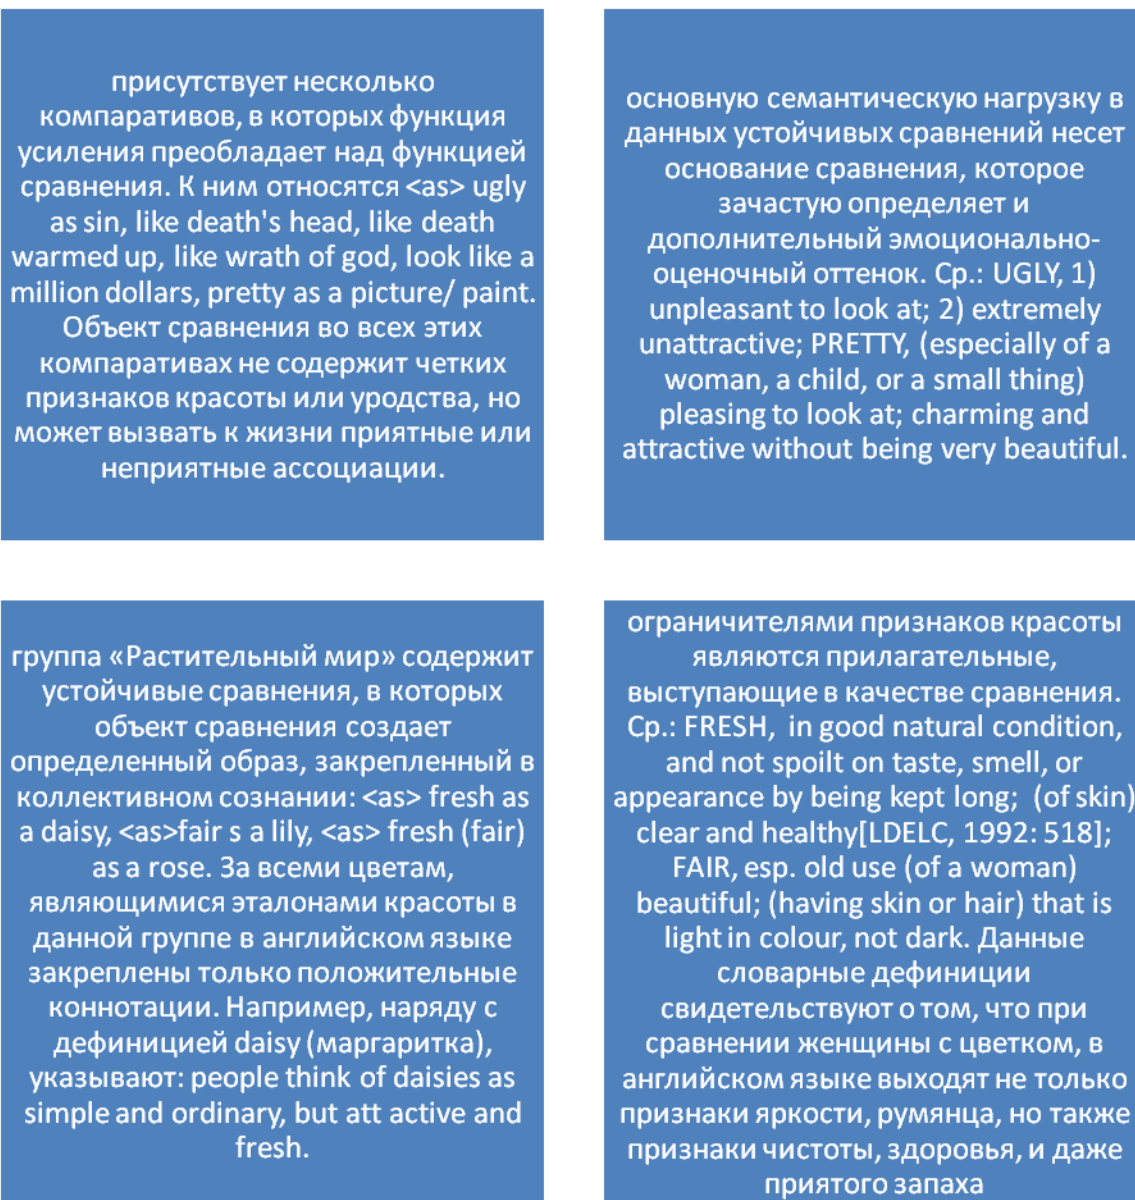 присутствует несколько
компаративов, в которых функция
усиления преобладает над функцией
сравнения. К ним относятся <as> ugly
as sin, like death's head, like death
warmed up, like wrath of god, look like a
million dollars, pretty as a picture/ paint.
Объект сравнения во всех этих
компаративах не содержит четких
признаков красоты или уродства, но
может вызвать к жизни приятные или
неприятные ассоциации.
основную семантическую нагрузку в
данных устойчивых сравнений несет
основание сравнения, которое
зачастую определяет и
дополнительный эмоционально-
оценочный оттенок. Ср.: UGLY, 1)
unpleasant to look at; 2) extremely
unattractive; PRETTY, (especially of a
woman, a child, or a small thing)
pleasing to look at; charming and
attractive without being very beautiful.
группа «Растительный мир» содержит
устойчивые сравнения, в которых
объект сравнения создает
определенный образ, закрепленный в
коллективном сознании: <as> fresh as
a daisy, <as>fair s a lily, <as> fresh (fair)
as a rose. За всеми цветам,
являющимися эталонами красоты в
данной группе в английском языке
закреплены только положительные
коннотации. Например, наряду с
дефиницией daisy (маргаритка),
указывают: people think of daisies as
simple and ordinary, but att active and
fresh.
ограничителями признаков красоты
являются прилагательные,
выступающие в качестве сравнения.
Ср.: FRESH, in good natural condition,
and not spoilt on taste, smell, or
appearance by being kept long; (of skin)
clear and healthy[LDELC, 1992: 518];
FAIR, esp. old use (of a woman)
beautiful; (having skin or hair) that is
light in colour, not dark. Данные
словарные дефиниции
свидетельствуют о том, что при
сравнении женщины с цветком, в
английском языке выходят не только
признаки яркости, румянца, но также
признаки чистоты, здоровья, и даже
приятого запаха